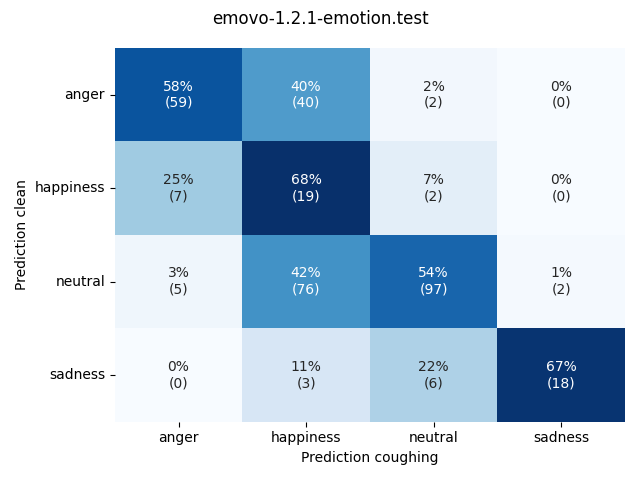 emovo-1.2.1-emotion.test
Prediction clean
anger
58% 40% 2% 0%
(59) (40) (2) (0)
happiness
25% 68% 7% 0%
(7) (19) (2) (0)
neutral
3% 42% 54% 1%
(5) (76) (97) (2)
sadness
0% 11% 22% 67%
(0) (3) (6) (18)
anger happiness neutral sadness
Prediction coughing